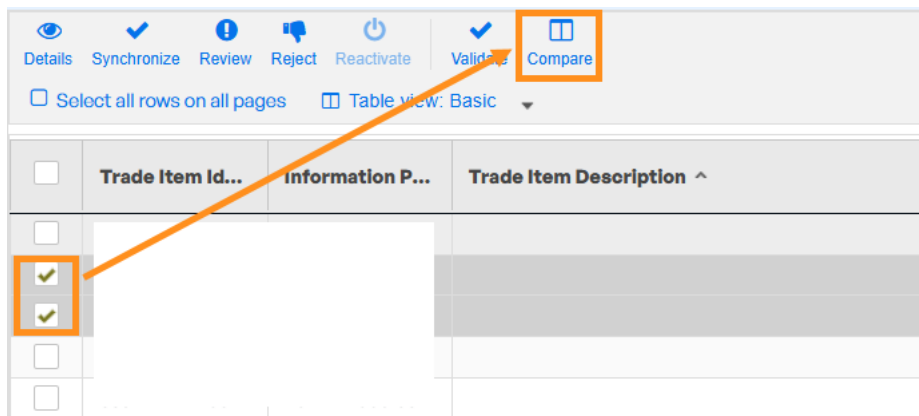 Details Synchronize Review Reject Reactivate Validate Compare
Select all rows on all pages Table view: Basic
Trade Item Id... Information P... Trade Item Description